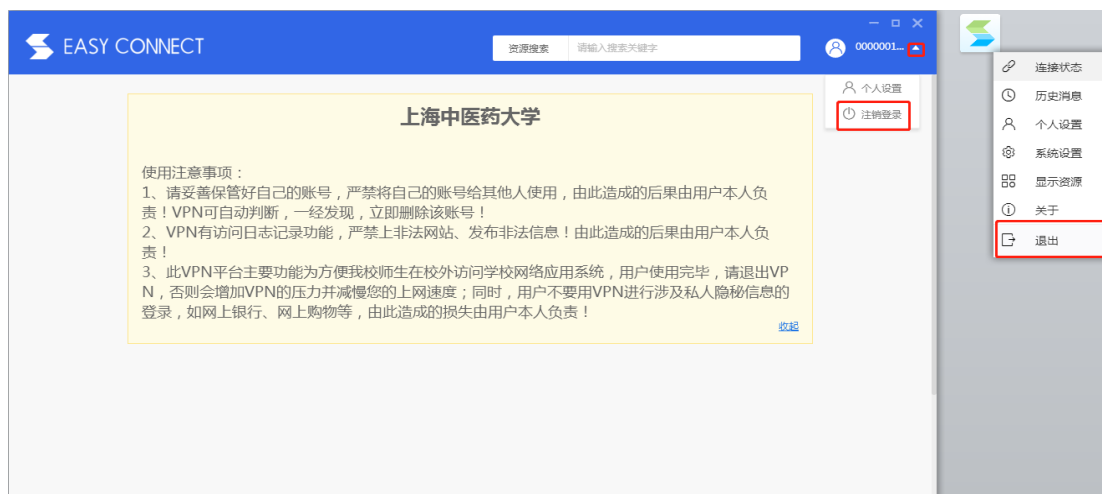 EASY CONNECT
资源搜索 请输入搜索关键字
0000001...
个人设置
注销登录
上海中医药大学
使用注意事项：
1、请妥善保管好自己的账号，严禁将自己的账号给其他人使用，由此造成的后果由用户本人负
责！VPN可自动判断，一经发现，立即删除该账号！
2、VPN有访问日志记录功能，严禁上非法网站、发布非法信息！由此造成的后果由用户本人负
责！
3、此VPN平台主要功能为方便我校师生在校外访问学校网络应用系统，用户使用完毕，请退出VP
N，否则会增加VPN的压力并减慢您的上网速度；同时，用户不要用VPN进行涉及私人隐秘信息的
登录，如网上银行、网上购物等，由此造成的损失由用户本人负责！
收起
连接状态
历史消息
个人设置
系统设置
显示资源
关于
退出